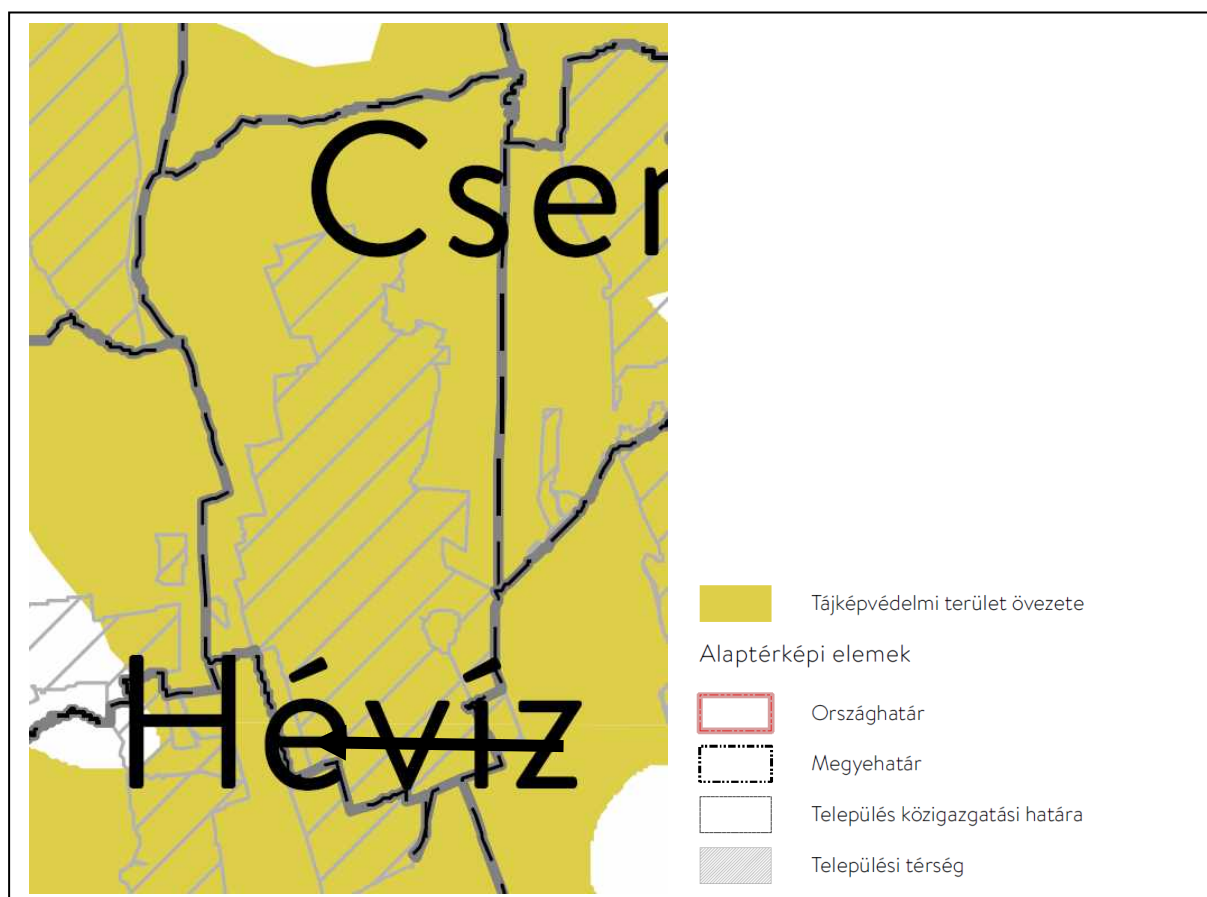 Cser
Hévíz
Tájképvédelmi terület övezete
Alaptérképi elemek
Országhatár
Megyehatár
Település közigazgatási határa
Települési térség